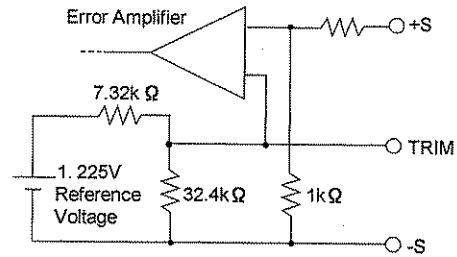 Error Amplifier
+S
7.32k Ω
TRIM
1. 225V
Reference
Voltage
32.4kΩ
1kΩ
-S